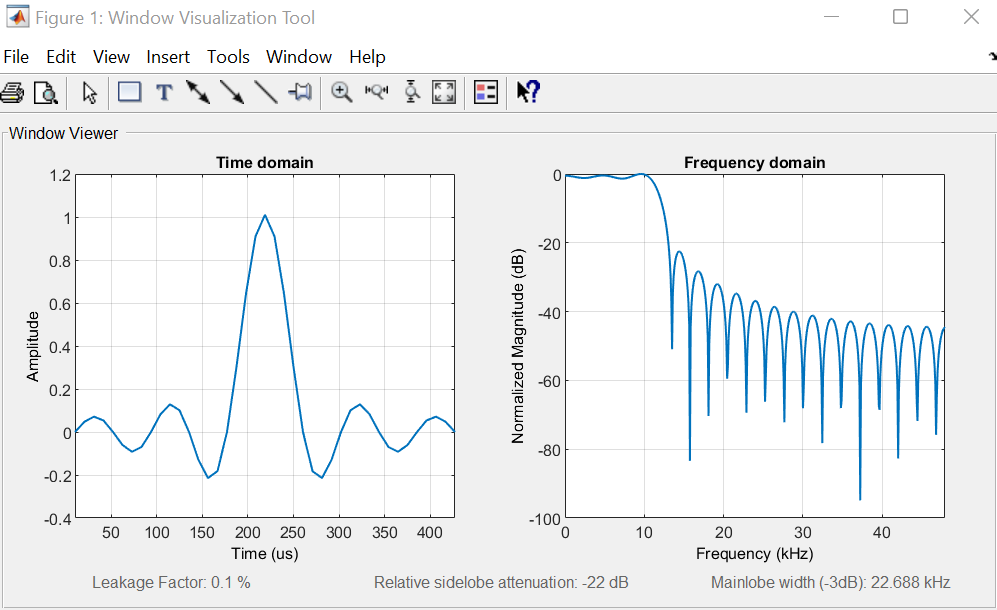 Figure 1: Window Visualization Tool
File Edit View Insert Tools Window Help
T
?
Window Viewer
Time domain
1.2
1
0.8
0.6
0.4
0.2
0
-0.2
-0.4
Amplitude
50 100 150 200 250 300 350 400
Time (us)
Frequency domain
0
-20
-40
-60
-80
-100
Normalized Magnitude (dB)
0 10 20 30 40
Frequency (kHz)
Leakage Factor: 0.1 %
Relative sidelobe attenuation: -22 dB
Mainlobe width (-3dB): 22.688 kHz